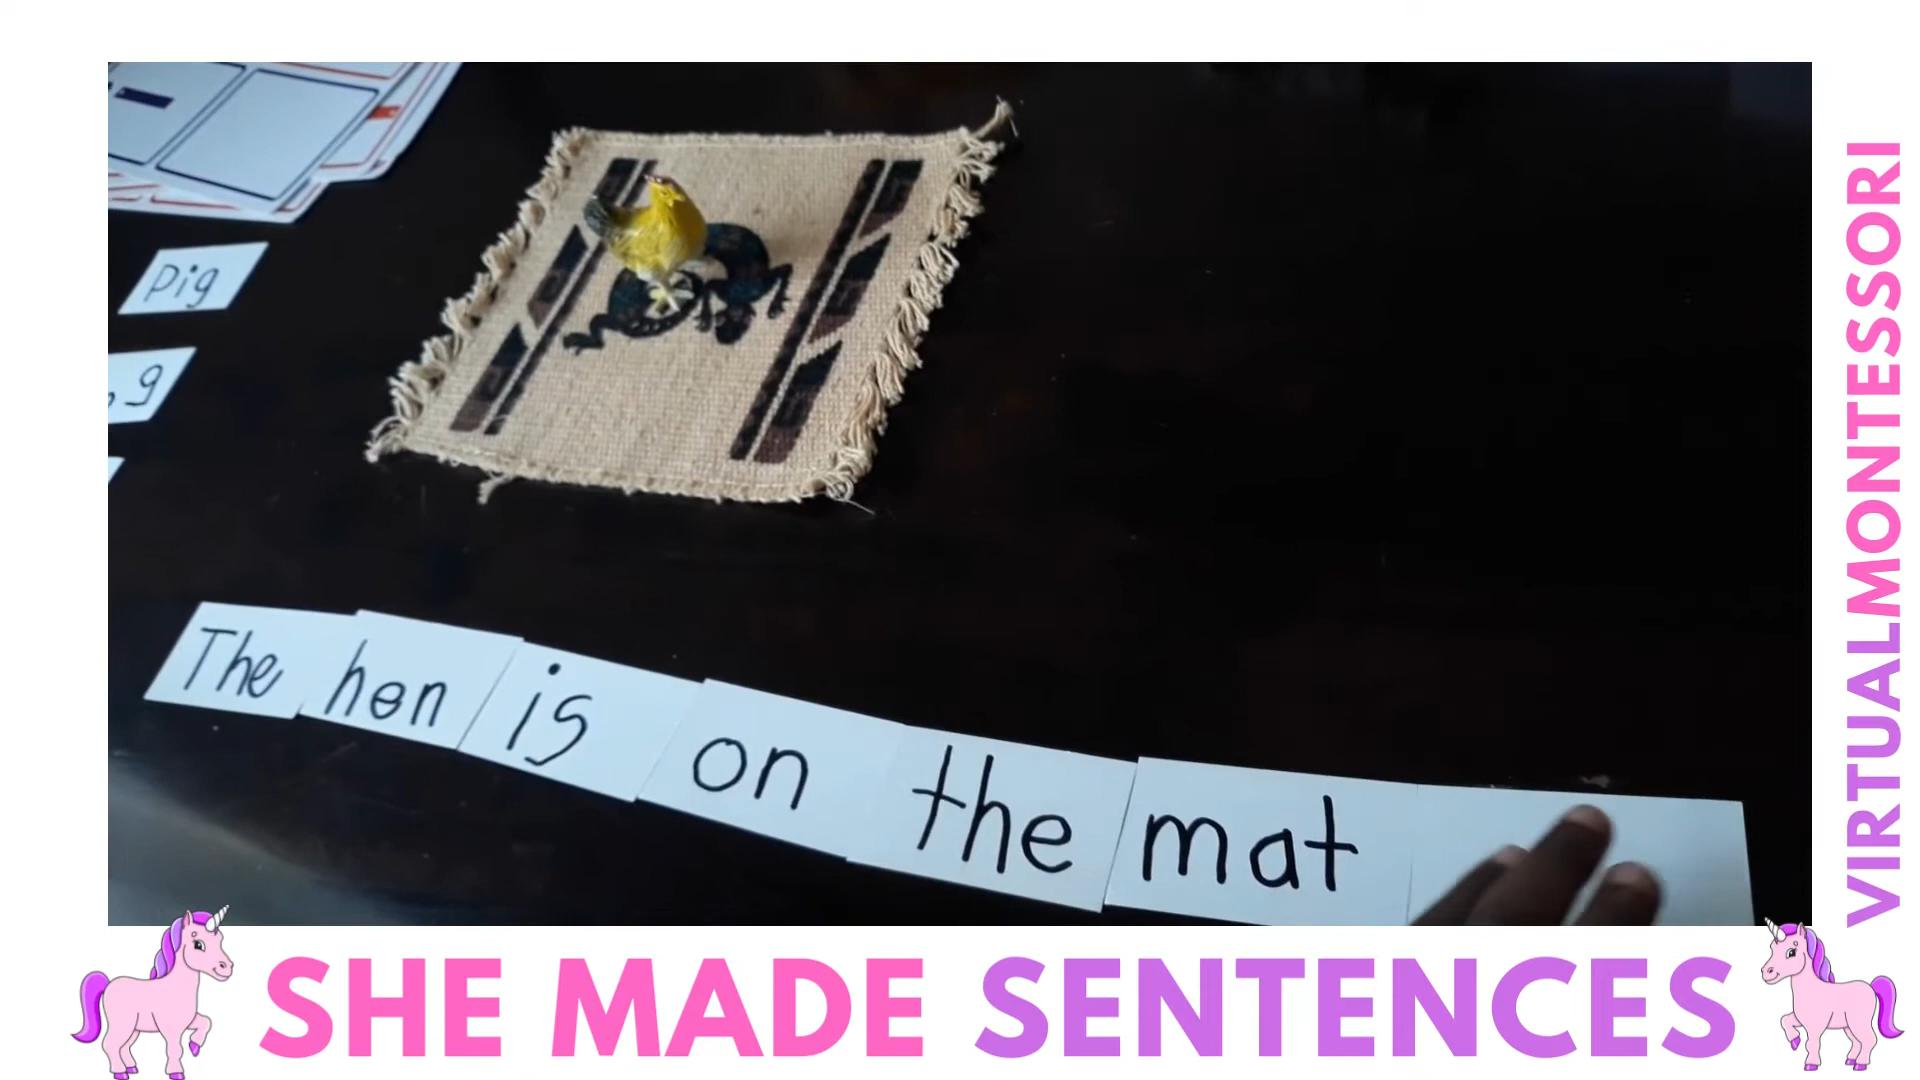 pig
g
The hen is on the mat
SHE MADE SENTENCES
VIRTUALMONTESSORI